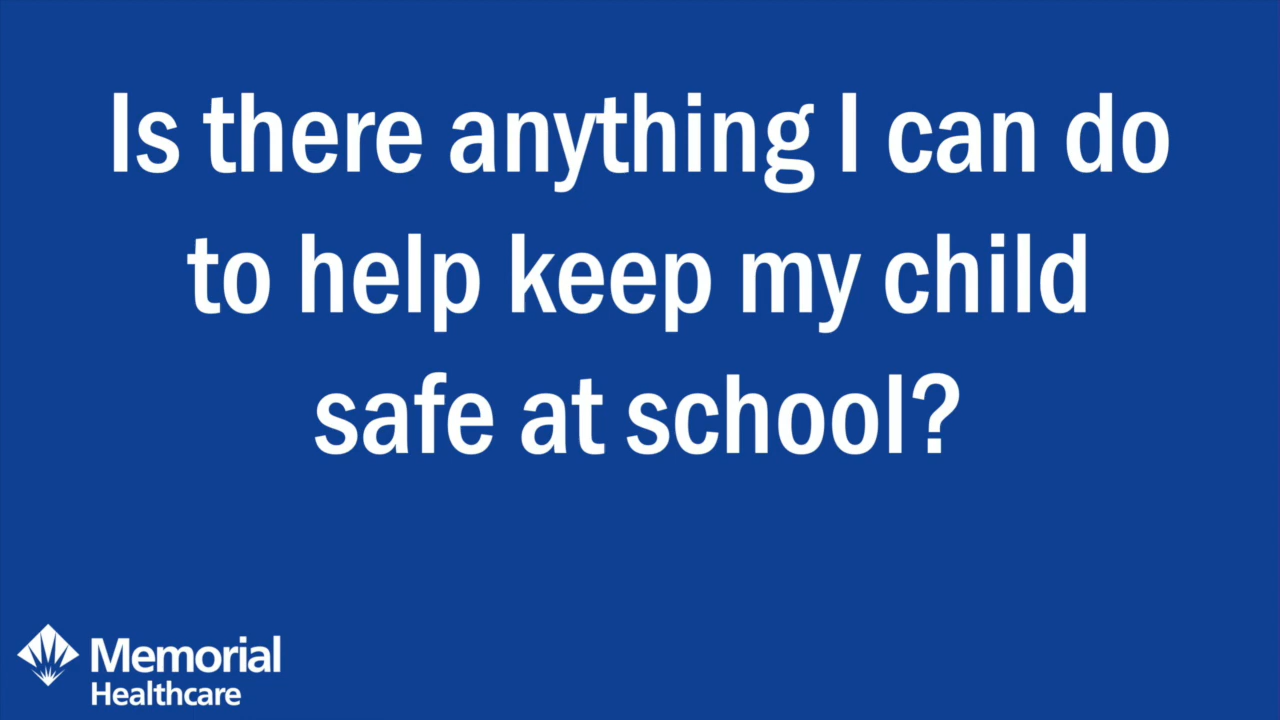 Is there anything I can do
to help keep my child
safe at school?
Memorial
Healthcare